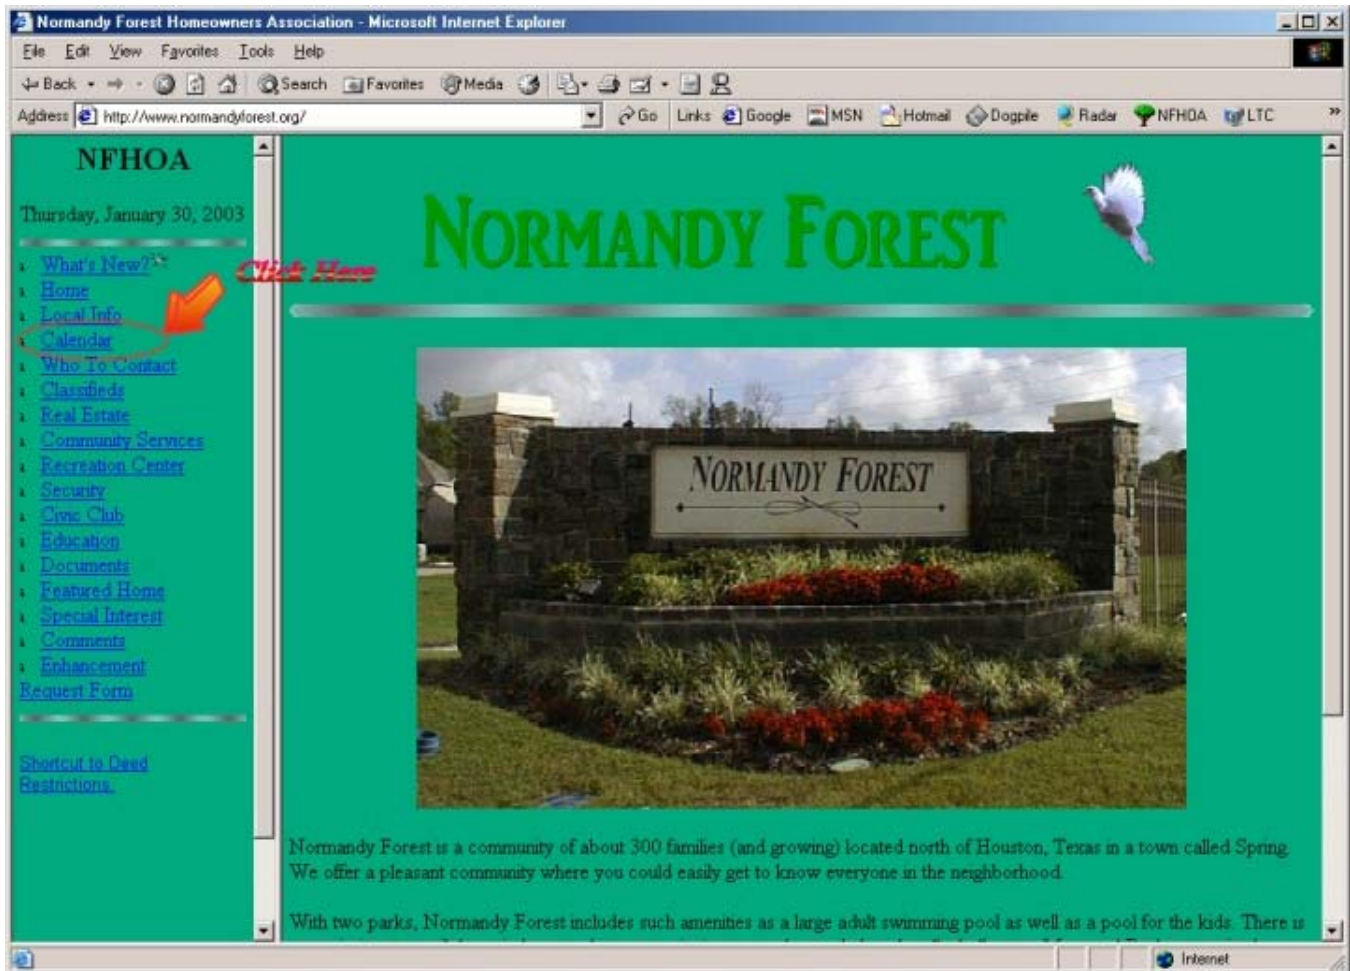 Normandy Forest Homeowners Association - Microsoft Internet Explorer
File Edit View Favorites Tools Help
Back Search Favorites Media
Address http://www.normandyforest.org/ Go Links Google MSN Hotmail Dogpile Radar NFHOA LTC »
NFHOA
Thursday, January 30, 2003
What's New?
Home
Local Info
Calendar
Who To Contact
Classifieds
Real Estate
Community Services
Recreation Center
Security
Civic Club
Education
Documents
Featured Home
Special Interest
Comments
Enhancement
Request Form
Shortcut to Deed
Restrictions.
Click Here
NORMANDY FOREST
NORMANDY FOREST
Normandy Forest is a community of about 300 families (and growing) located north of Houston, Texas in a town called Spring.
We offer a pleasant community where you could easily get to know everyone in the neighborhood.
With two parks, Normandy Forest includes such amenities as a large adult swimming pool as well as a pool for the kids. There is
Internet